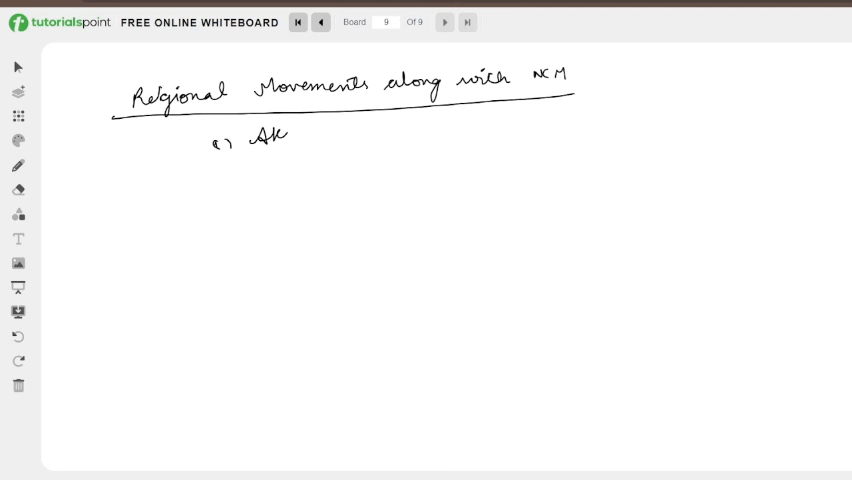 tutorialspoint FREE ONLINE WHITEBOARD Board 9 Of 9
Regional Movements along with NCM
1) Ak